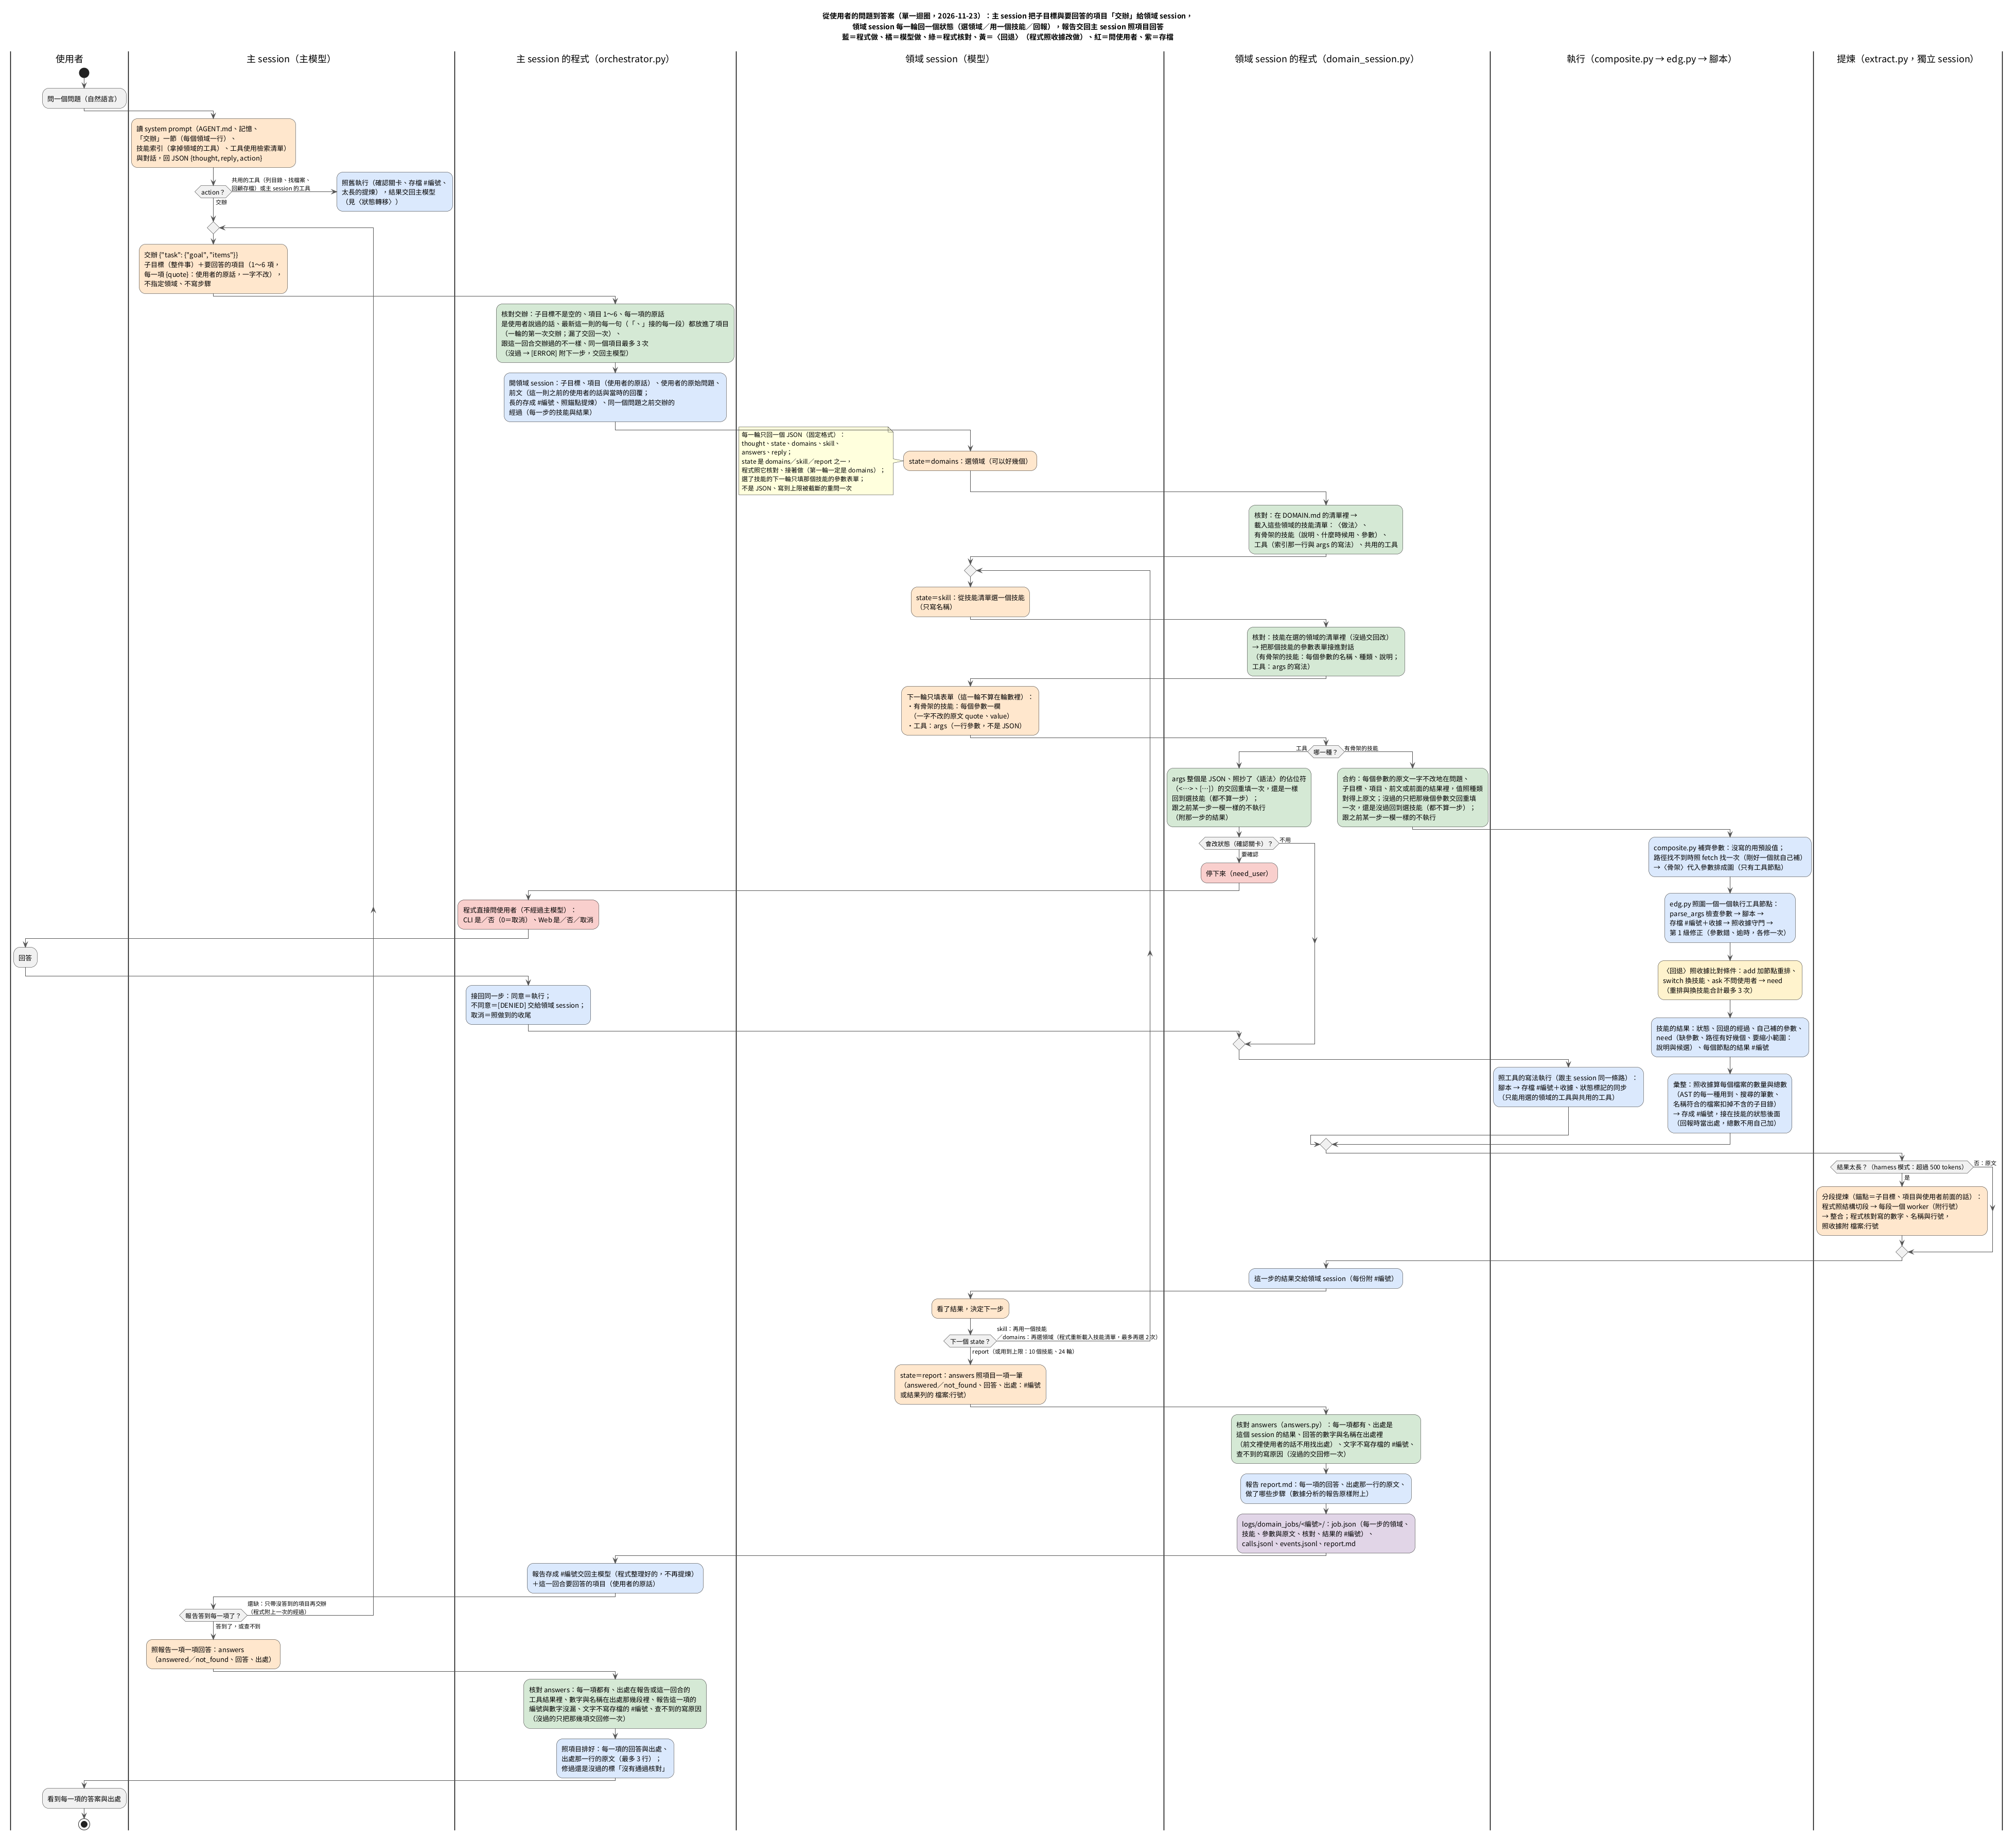 從使用者的問題到答案（單一迴圈，2026-11-23）：主 session 把子目標與要回答的項目「交辦」給領域 session，
領域 session 每一輪回一個狀態（選領域／用一個技能／回報），報告交回主 session 照項目回答
藍＝程式做、橘＝模型做、綠＝程式核對、黃＝〈回退〉（程式照收據改做）、紅＝問使用者、紫＝存檔
使用者
主 session（主模型）
主 session 的程式（orchestrator.py）
領域 session（模型）
領域 session 的程式（domain_session.py）
執行（composite.py → edg.py → 腳本）
提煉（extract.py，獨立 session）
問一個問題（自然語言）
讀 system prompt（AGENT.md、記憶、
「交辦」一節（每個領域一行）、
技能索引（拿掉領域的工具）、工具使用檢索清單）
與對話，回 JSON {thought, reply, action}
action？
共用的工具（列目錄、找檔案、
回顧存檔）或主 session 的工具
照舊執行（確認關卡、存檔 #編號、
太長的提煉），結果交回主模型
（見〈狀態轉移〉）
交辦
交辦 {"task": {"goal", "items"}}
子目標（整件事）＋要回答的項目（1～6 項，
每一項 {quote}：使用者的原話，一字不改），
不指定領域、不寫步驟
核對交辦：子目標不是空的、項目 1～6、每一項的原話
是使用者說過的話、最新這一則的每一句（「、」接的每一段）都放進了項目
（一輪的第一次交辦；漏了交回一次）、
跟這一回合交辦過的不一樣、同一個項目最多 3 次
（沒過 → [ERROR] 附下一步，交回主模型）
開領域 session：子目標、項目（使用者的原話）、使用者的原始問題、
前文（這一則之前的使用者的話與當時的回覆；
長的存成 #編號、照錨點提煉）、同一個問題之前交辦的
經過（每一步的技能與結果）
每一輪只回一個 JSON（固定格式）：
thought、state、domains、skill、
answers、reply；
state 是 domains／skill／report 之一，
程式照它核對、接著做（第一輪一定是 domains）；
選了技能的下一輪只填那個技能的參數表單；
不是 JSON、寫到上限被截斷的重問一次
state＝domains：選領域（可以好幾個）
核對：在 DOMAIN.md 的清單裡 →
載入這些領域的技能清單：〈做法〉、
有骨架的技能（說明、什麼時候用、參數）、
工具（索引那一行與 args 的寫法）、共用的工具
state＝skill：從技能清單選一個技能
（只寫名稱）
核對：技能在選的領域的清單裡（沒過交回改）
→ 把那個技能的參數表單接進對話
（有骨架的技能：每個參數的名稱、種類、說明；
工具：args 的寫法）
下一輪只填表單（這一輪不算在輪數裡）：
・有骨架的技能：每個參數一欄
（一字不改的原文 quote、value）
・工具：args（一行參數，不是 JSON）
哪一種？
工具
有骨架的技能
args 整個是 JSON、照抄了〈語法〉的佔位符
（<…>、[…]）的交回重填一次，還是一樣
回到選技能（都不算一步）；
跟之前某一步一模一樣的不執行
（附那一步的結果）
合約：每個參數的原文一字不改地在問題、
子目標、項目、前文或前面的結果裡，值照種類
對得上原文；沒過的只把那幾個參數交回重填
一次，還是沒過回到選技能（都不算一步）；
跟之前某一步一模一樣的不執行
會改狀態（確認關卡）？
不用
要確認
停下來（need_user）
程式直接問使用者（不經過主模型）：
CLI 是／否（0＝取消）、Web 是／否／取消
回答
接回同一步：同意＝執行；
不同意＝[DENIED] 交給領域 session；
取消＝照做到的收尾
composite.py 補齊參數：沒寫的用預設值；
路徑找不到時照 fetch 找一次（剛好一個就自己補）
→〈骨架〉代入參數排成圖（只有工具節點）
edg.py 照圖一個一個執行工具節點：
parse_args 檢查參數 → 腳本 →
存檔 #編號＋收據 → 照收據守門 →
第 1 級修正（參數錯、逾時，各修一次）
〈回退〉照收據比對條件：add 加節點重排、
switch 換技能、ask 不問使用者 → need
（重排與換技能合計最多 3 次）
技能的結果：狀態、回退的經過、自己補的參數、
need（缺參數、路徑有好幾個、要縮小範圍：
說明與候選）、每個節點的結果 #編號
照工具的寫法執行（跟主 session 同一條路）：
腳本 → 存檔 #編號＋收據、狀態標記的同步
（只能用選的領域的工具與共用的工具）
彙整：照收據算每個檔案的數量與總數
（AST 的每一種用到、搜尋的筆數、
名稱符合的檔案扣掉不含的子目錄）
→ 存成 #編號，接在技能的狀態後面
（回報時當出處，總數不用自己加）
結果太長？（harness 模式：超過 500 tokens）
否：原文
是
分段提煉（錨點＝子目標、項目與使用者前面的話）：
程式照結構切段 → 每段一個 worker（附行號）
→ 整合；程式核對寫的數字、名稱與行號，
照收據附 檔案:行號
這一步的結果交給領域 session（每份附 #編號）
看了結果，決定下一步
下一個 state？
skill：再用一個技能
／domains：再選領域（程式重新載入技能清單，最多再選 2 次）
report（或用到上限：10 個技能、24 輪）
state＝report：answers 照項目一項一筆
（answered／not_found、回答、出處：#編號
或結果列的 檔案:行號）
核對 answers（answers.py）：每一項都有、出處是
這個 session 的結果、回答的數字與名稱在出處裡
（前文裡使用者的話不用找出處）、文字不寫存檔的 #編號、
查不到的寫原因（沒過的交回修一次）
報告 report.md：每一項的回答、出處那一行的原文、
做了哪些步驟（數據分析的報告原樣附上）
logs/domain_jobs/<編號>/：job.json（每一步的領域、
技能、參數與原文、核對、結果的 #編號）、
calls.jsonl、events.jsonl、report.md
報告存成 #編號交回主模型（程式整理好的，不再提煉）
＋這一回合要回答的項目（使用者的原話）
報告答到每一項了？
還缺：只帶沒答到的項目再交辦
（程式附上一次的經過）
答到了，或查不到
照報告一項一項回答：answers
（answered／not_found、回答、出處）
核對 answers：每一項都有、出處在報告或這一回合的
工具結果裡、數字與名稱在出處那幾段裡、報告這一項的
編號與數字沒漏、文字不寫存檔的 #編號、查不到的寫原因
（沒過的只把那幾項交回修一次）
照項目排好：每一項的回答與出處、
出處那一行的原文（最多 3 行）；
修過還是沒過的標「沒有通過核對」
看到每一項的答案與出處